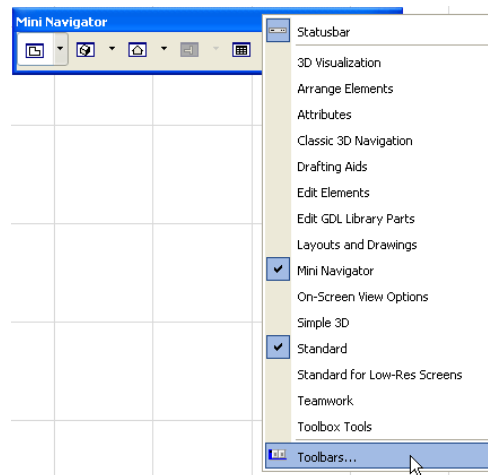 Mini Navigator
Statusbar
3D Visualization
Arrange Elements
Attributes
Classic 3D Navigation
Drafting Aids
Edit Elements
Edit GDL Library Parts
Layouts and Drawings
Mini Navigator
On-Screen View Options
Simple 3D
Standard
Standard for Low-Res Screens
Teamwork
Toolbox Tools
Toolbars...